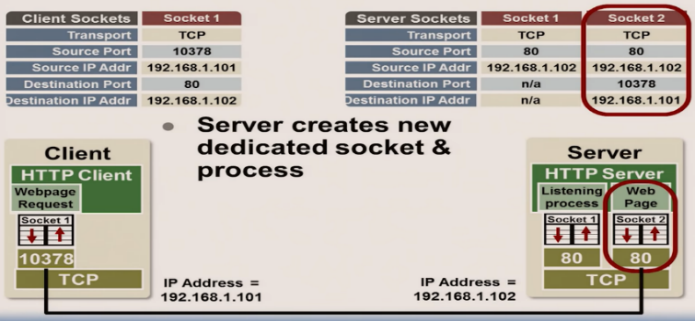 Client Sockets Socket 1
Transport TCP
Source Port 10378
Source IP Addr 192.168.1.101
Destination Port 80
Destination IP Addr 192.168.1.102
Server Sockets Socket 1 Socket 2
Transport TCP TCP
Source Port 80 80
Source IP Addr 192.168.1.102 192.168.1.102
Destination Port n/a 10378
Destination IP Addr n/a 192.168.1.101
• Server creates new
dedicated socket &
process
Client
HTTP Client
Webpage
Request
Socket 1
10378
TCP
IP Address =
192.168.1.101
IP Address =
192.168.1.102
Server
HTTP Server
Listening process
Web Page
Socket 1 Socket 2
80 80
TCP